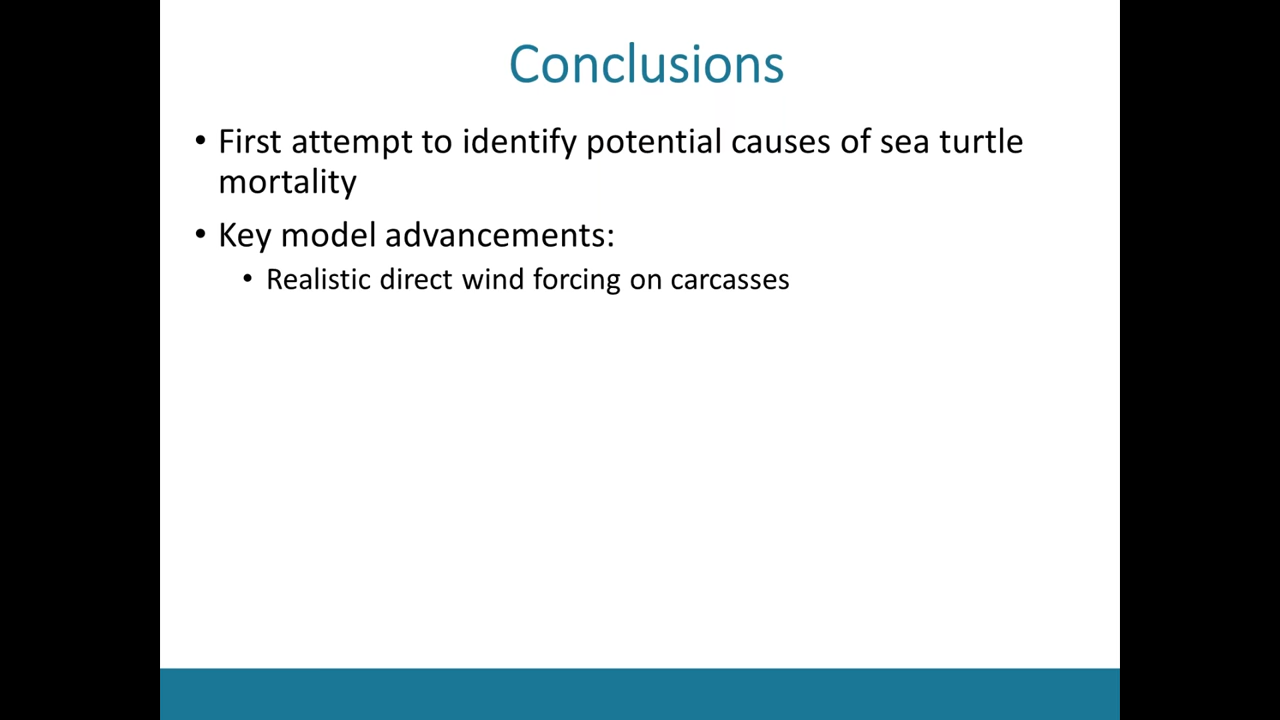 Conclusions
• First attempt to identify potential causes of sea turtle
mortality
• Key model advancements:
• Realistic direct wind forcing on carcasses